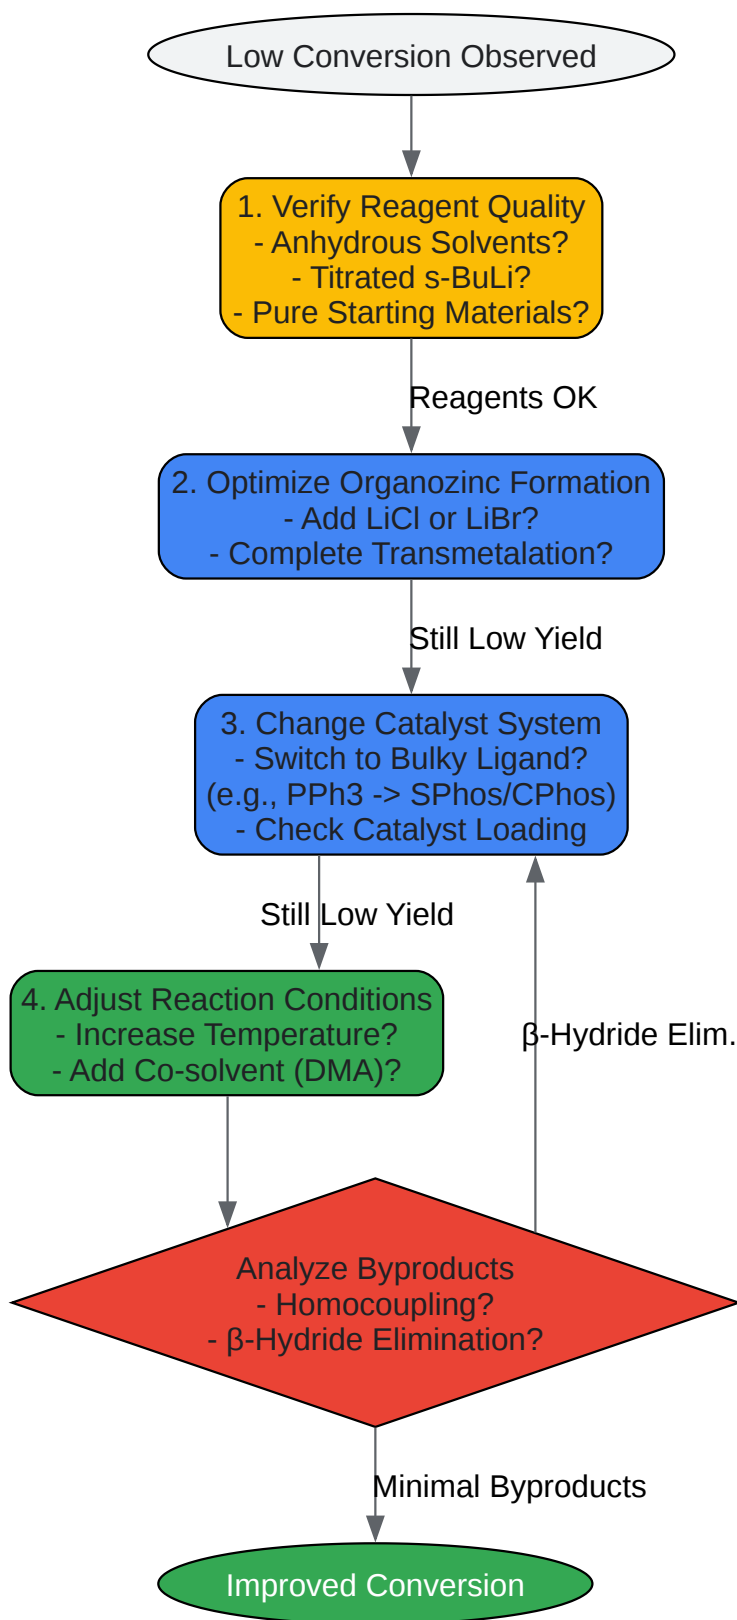 Low Conversion Observed
1. Verify Reagent Quality
- Anhydrous Solvents?
- Titrated s-BuLi?
- Pure Starting Materials?
Reagents OK
2. Optimize Organozinc Formation
- Add LiCl or LiBr?
- Complete Transmetalation?
Still Low Yield
3. Change Catalyst System
- Switch to Bulky Ligand?
(e.g., PPh3 -> SPhos/CPhos)
- Check Catalyst Loading
Still Low Yield
4. Adjust Reaction Conditions
- Increase Temperature?
- Add Co-solvent (DMA)?
β-Hydride Elim.
Analyze Byproducts
- Homocoupling?
- β-Hydride Elimination?
Minimal Byproducts
Improved Conversion